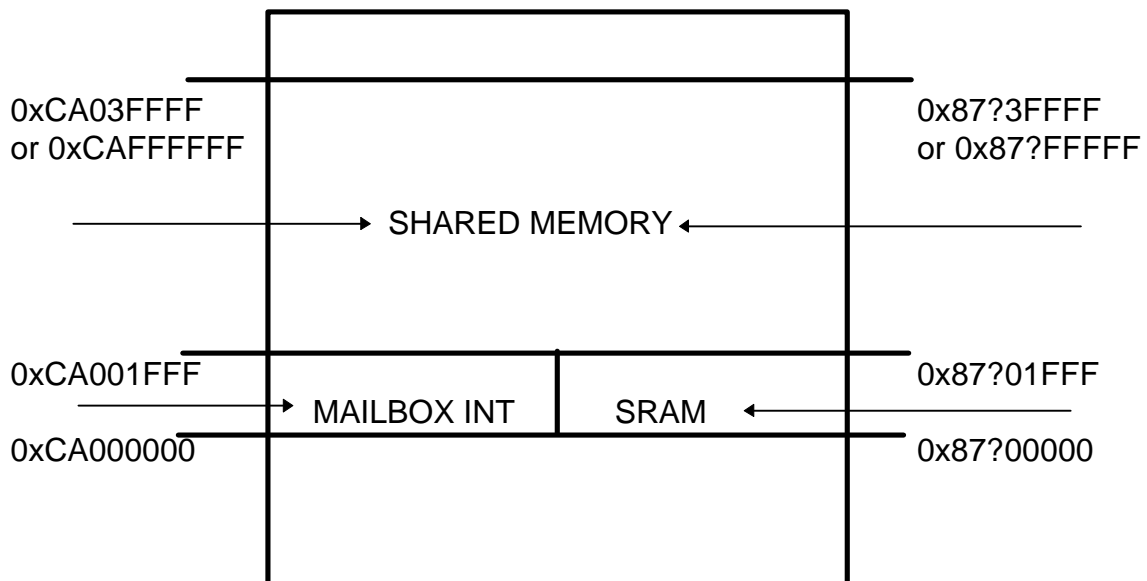 0xCA03FFFF
or 0xCAFFFFFF
0x87?3FFFF
or 0x87?FFFFF
SHARED MEMORY
0xCA001FFF
0x87?01FFF
MAILBOX INT
SRAM
0xCA000000
0x87?00000